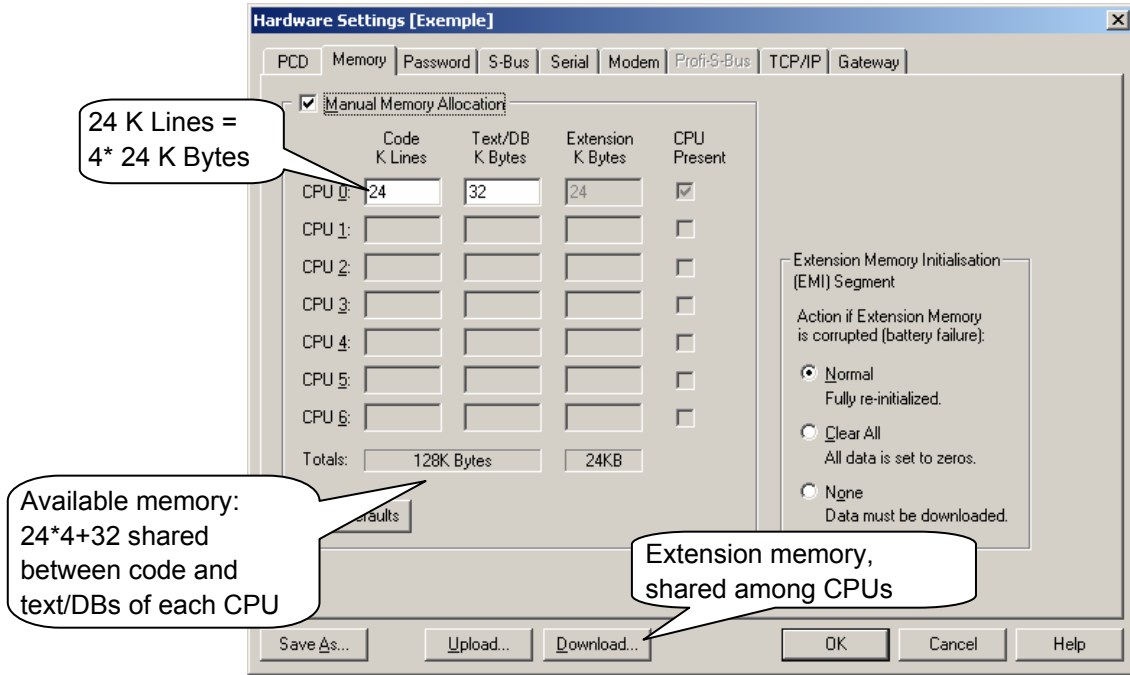 Hardware Settings [Exemple]
PCD Memory Password S-Bus Serial Modem Profi-S-Bus TCP/IP Gateway
Manual Memory Allocation
24 K Lines =
4* 24 K Bytes
Code
K Lines
Text/DB
K Bytes
Extension
K Bytes
CPU
Present
CPU 0: 24 32 24
CPU 1:
CPU 2:
CPU 3:
CPU 4:
CPU 5:
CPU 6:
Totals: 128K Bytes 24KB
Available memory:
24*4+32 shared
between code and
text/DBs of each CPU
Extension Memory Initialisation
(EMI) Segment
Action if Extension Memory
is corrupted (battery failure):
Normal
Fully re-initialized.
Clear All
All data is set to zeros.
None
Data must be downloaded.
Extension memory,
shared among CPUs
Save As... Upload... Download... OK Cancel Help